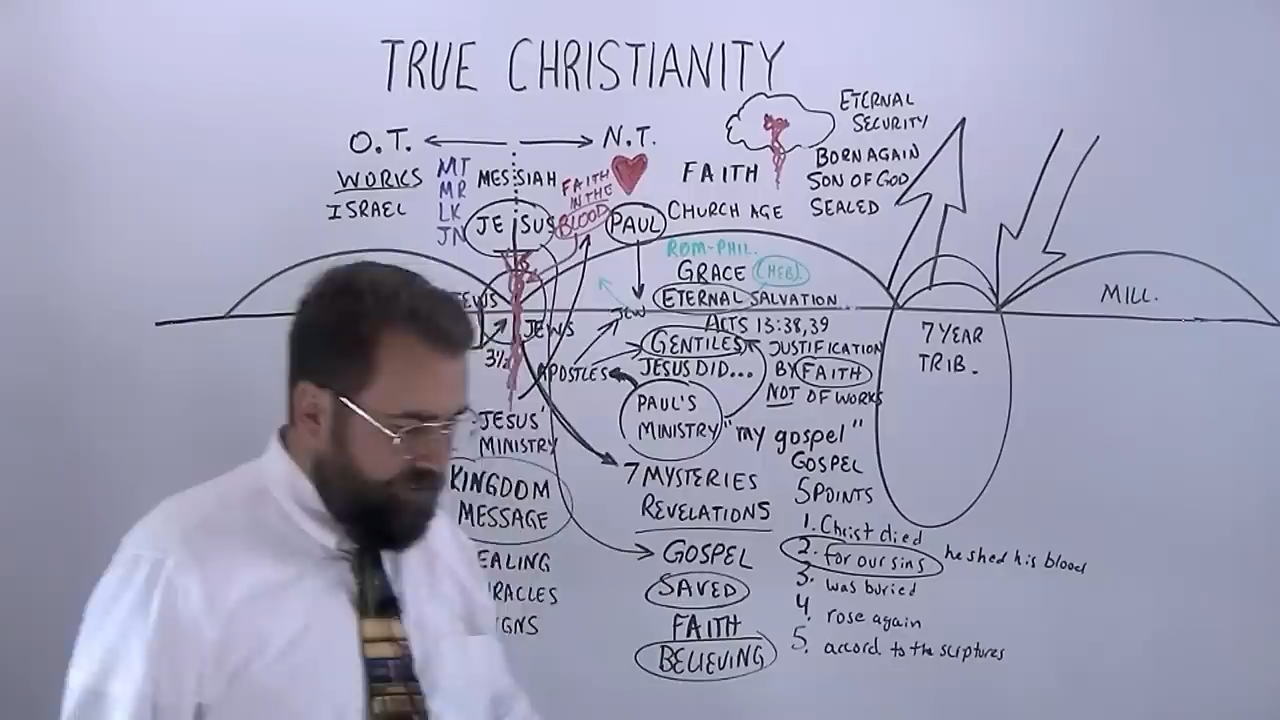 TRUE CHRISTIANITY
O.T. N.T.
WORKS
ISRAEL
MT
MR
LK
JN
MESSIAH
JESUS
FAITH
IN THE
BLOOD
PAUL
FAITH
CHURCH AGE
ETERNAL
SECURITY
BORN AGAIN
SON OF GOD
SEALED
ROM-PHIL.
GRACE (HEB.)
ETERNAL SALVATION
ACTS 13:38,39
JUSTIFICATION
BY FAITH
NOT OF WORKS
JEWS
JEWS
3½
JEW
GENTILES
JESUS DID...
APOSTLES
PAUL'S
MINISTRY
"my gospel"
GOSPEL
5 POINTS
1. Christ died
2. for our sins he shed his blood
3. was buried
4. rose again
5. accord. to the scriptures
JESUS'
MINISTRY
KINGDOM
MESSAGE
EALING
RACLES
GNS
7 MYSTERIES
REVELATIONS
GOSPEL
SAVED
FAITH
BELIEVING
7 YEAR
TRIB.
MILL.